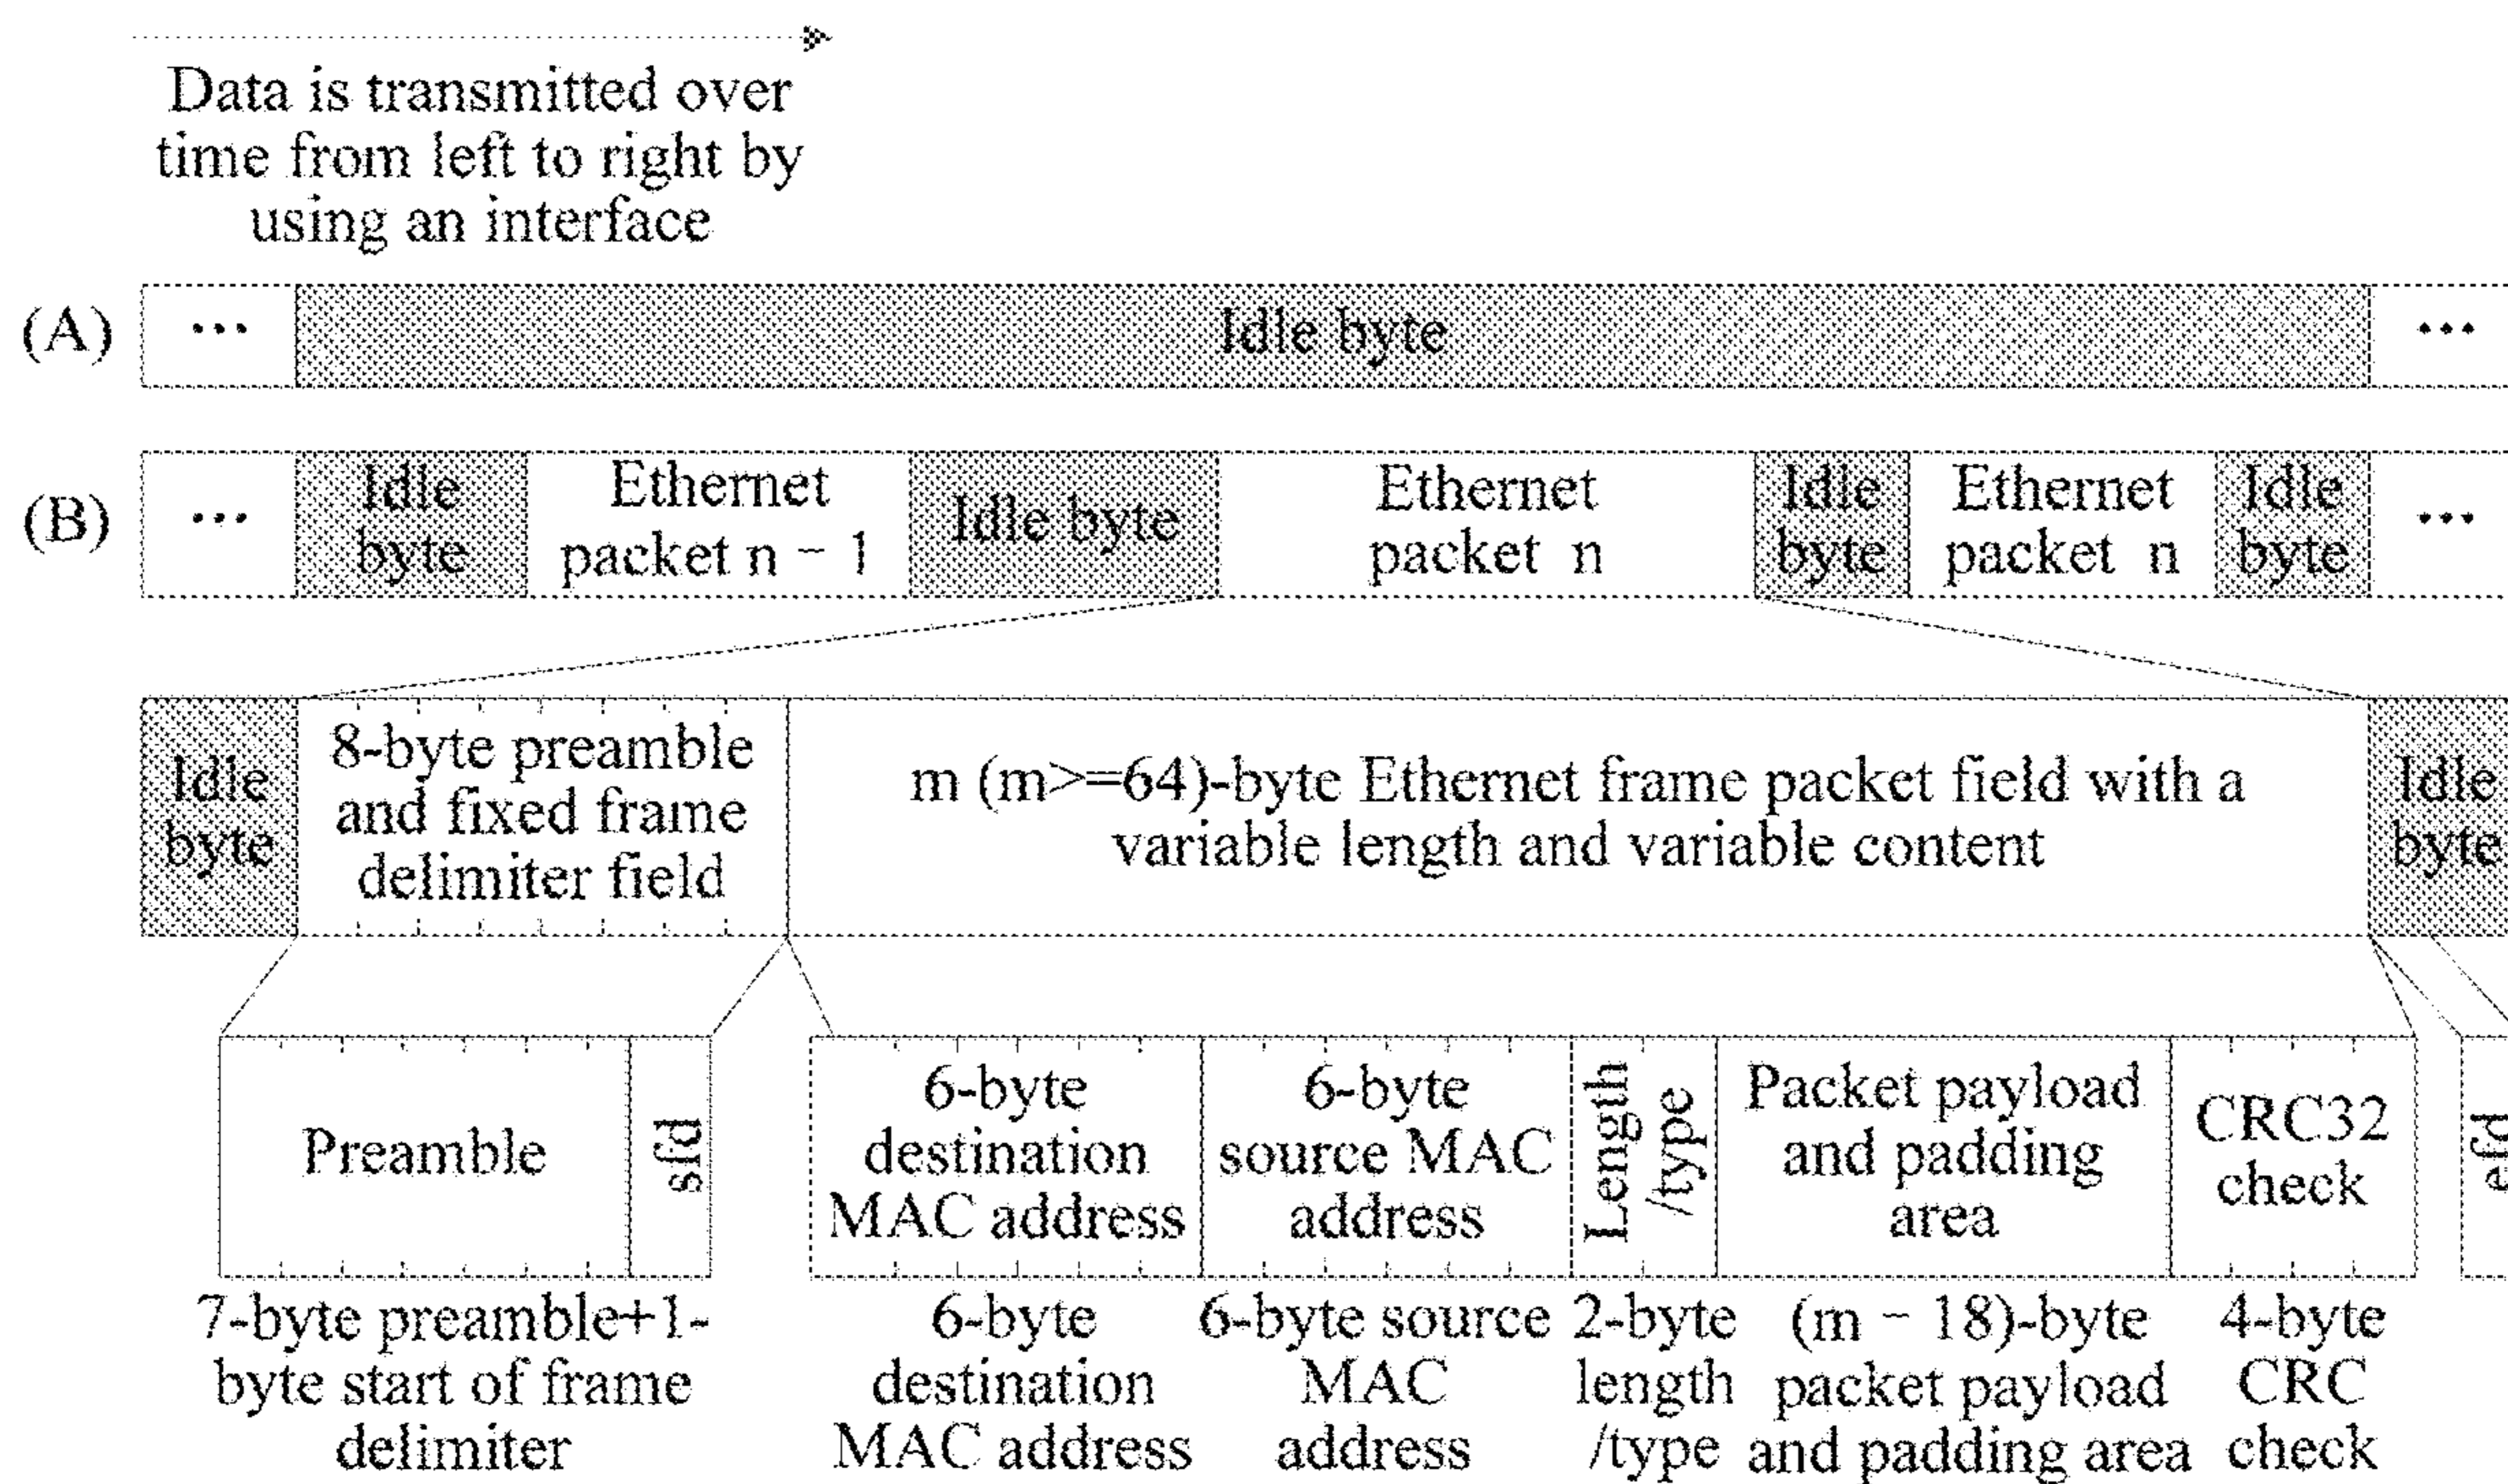 Data is transmitted over
time from left to right by
using an interface
(A)
...
Idle byte
...
(B)
...
Idle
byte
Ethernet
packet n − 1
Idle byte
Ethernet
packet n
Idle
byte
Ethernet
packet n
Idle
byte
...
Idle
byte
8-byte preamble
and fixed frame
delimiter field
m (m>=64)-byte Ethernet frame packet field with a
variable length and variable content
Idle
byte
Preamble
sfd
6-byte
destination
MAC address
6-byte
source MAC
address
Length
/type
Packet payload
and padding
area
CRC32
check
efd
7-byte preamble+1-
byte start of frame
delimiter
6-byte
destination
MAC address
6-byte source
MAC
address
2-byte
length
/type
(m − 18)-byte
packet payload
and padding area
4-byte
CRC
check